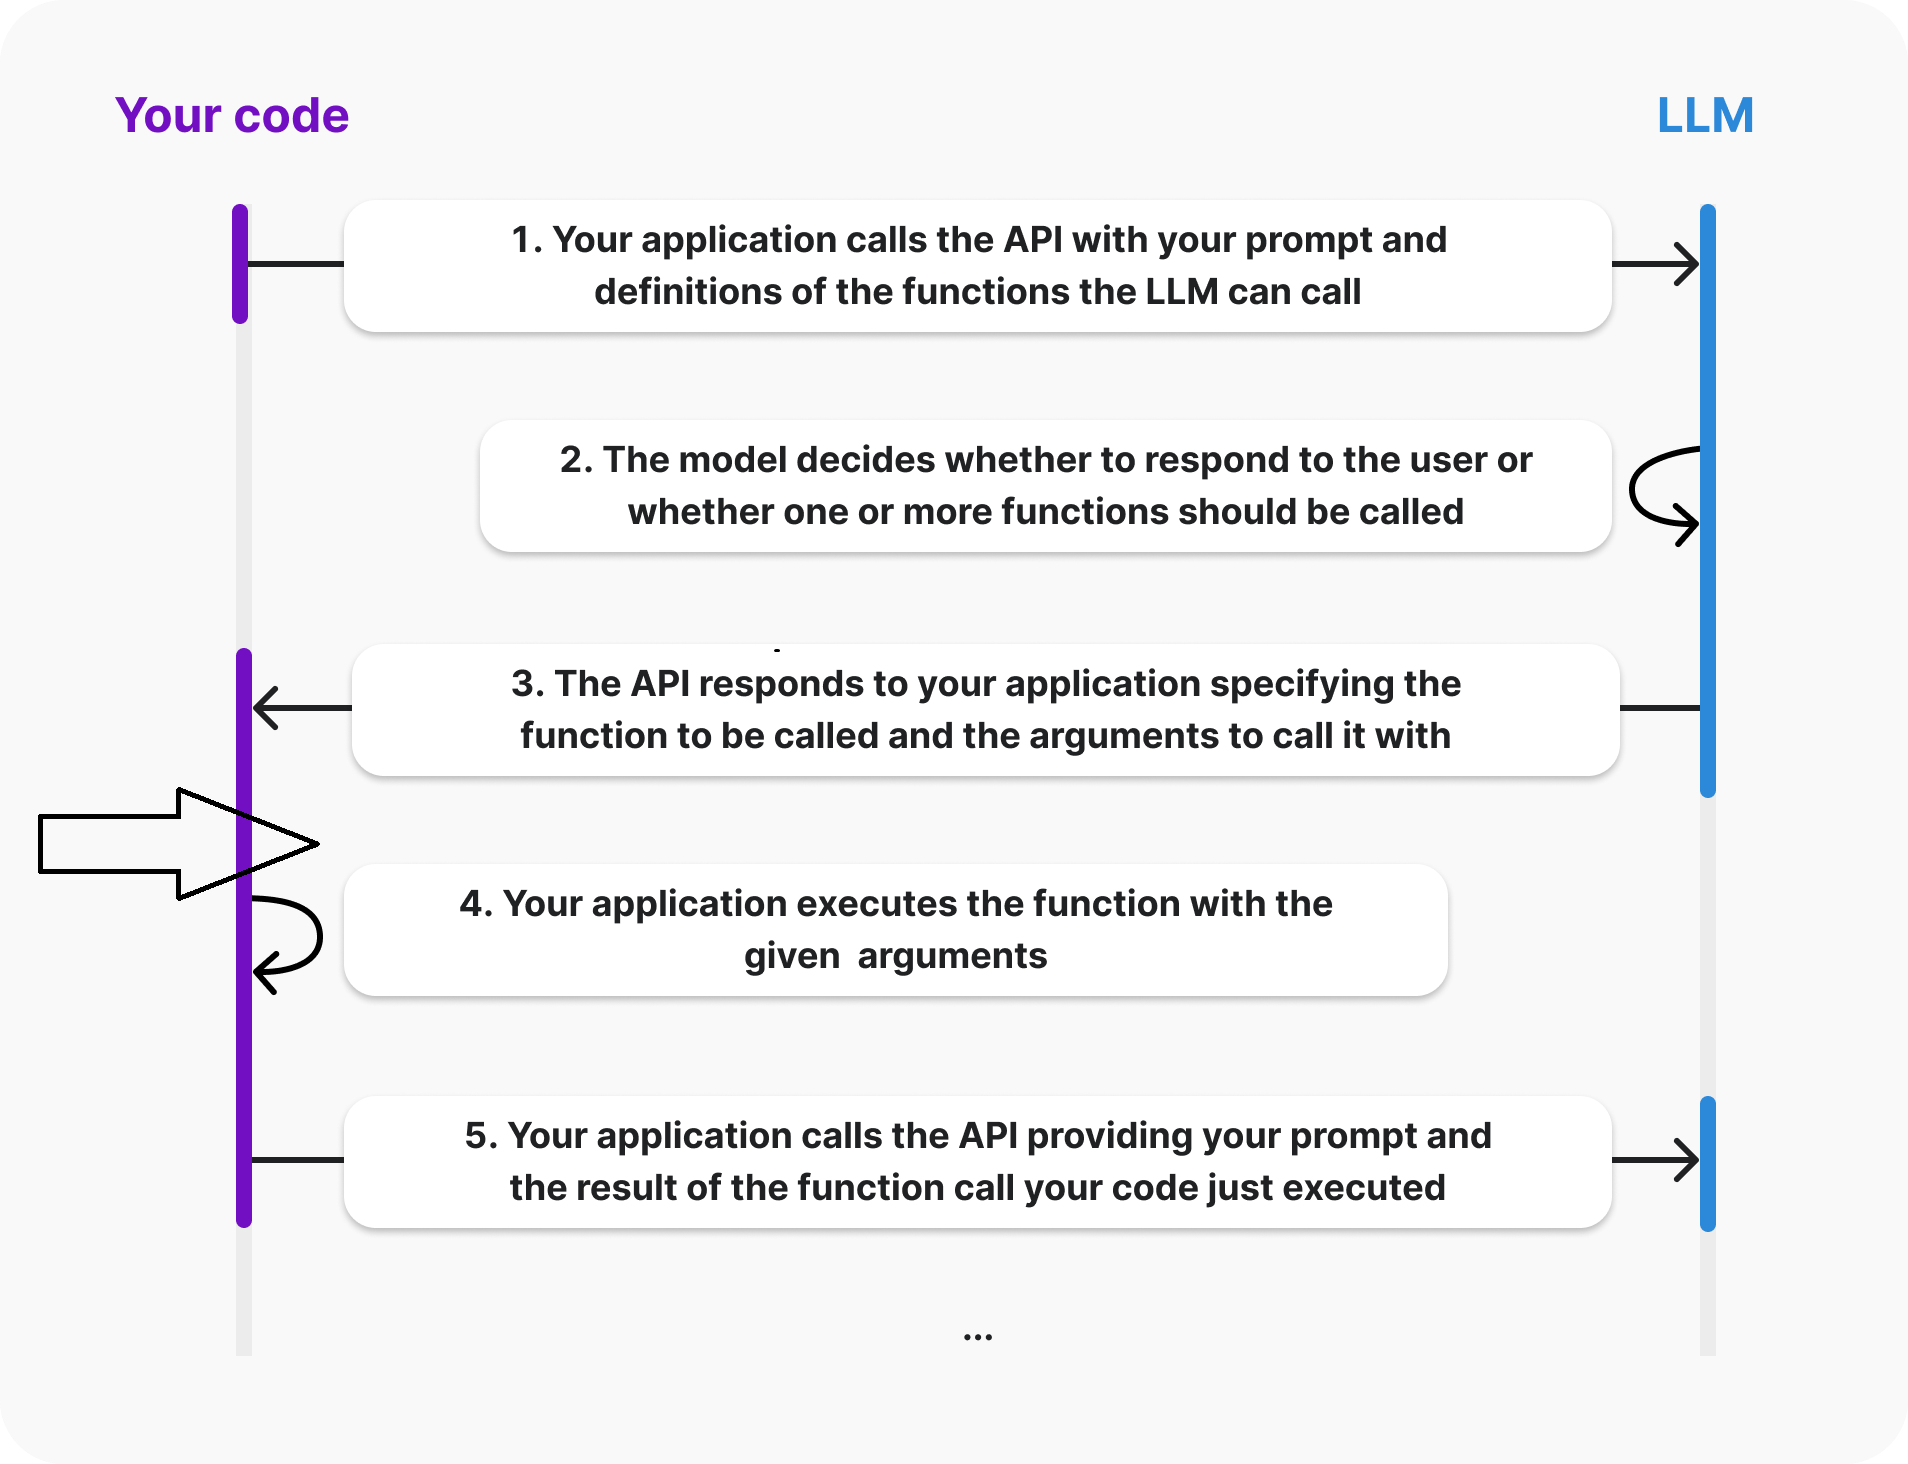 Your code
LLM
1. Your application calls the API with your prompt and
definitions of the functions the LLM can call
2. The model decides whether to respond to the user or
whether one or more functions should be called
3. The API responds to your application specifying the
function to be called and the arguments to call it with
4. Your application executes the function with the
given  arguments
5. Your application calls the API providing your prompt and
the result of the function call your code just executed
...